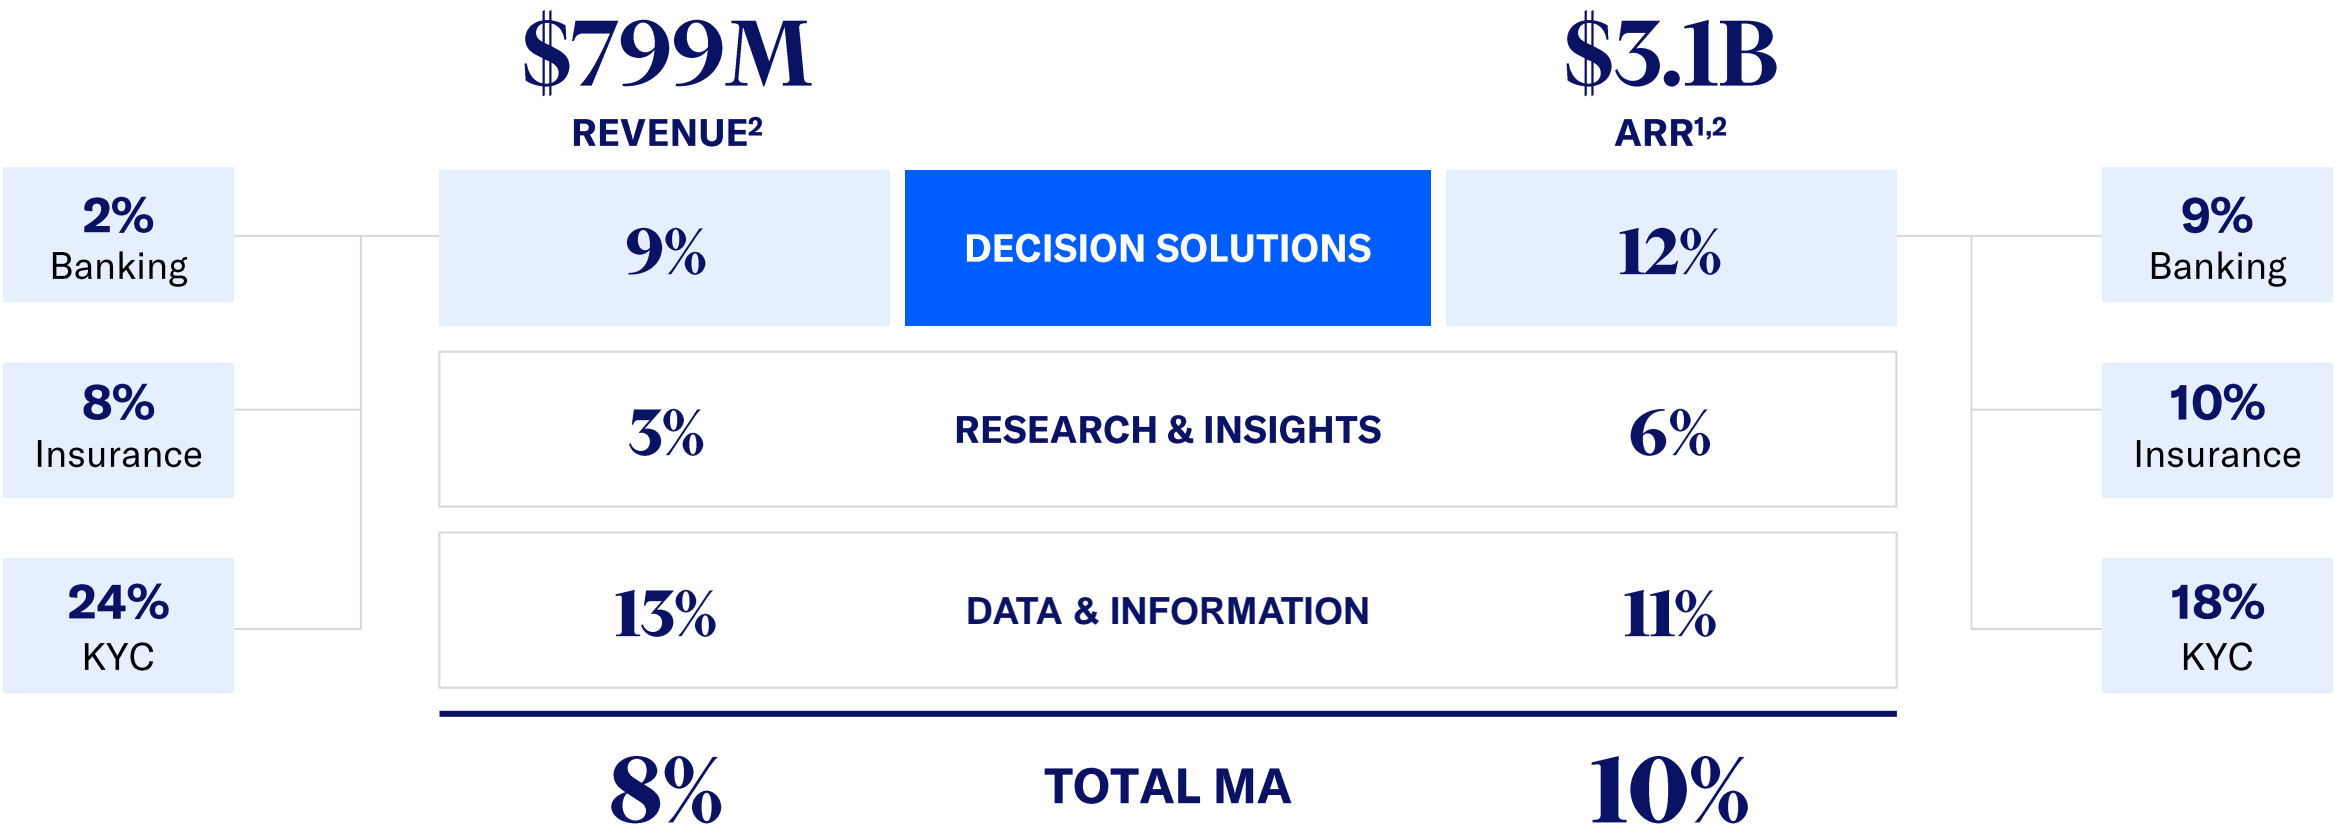 $799M
REVENUE²
$3.1B
ARR¹,²
2%
Banking
9%
DECISION SOLUTIONS
12%
9%
Banking
8%
Insurance
3%
RESEARCH & INSIGHTS
6%
10%
Insurance
24%
KYC
13%
DATA & INFORMATION
11%
18%
KYC
8%
TOTAL MA
10%